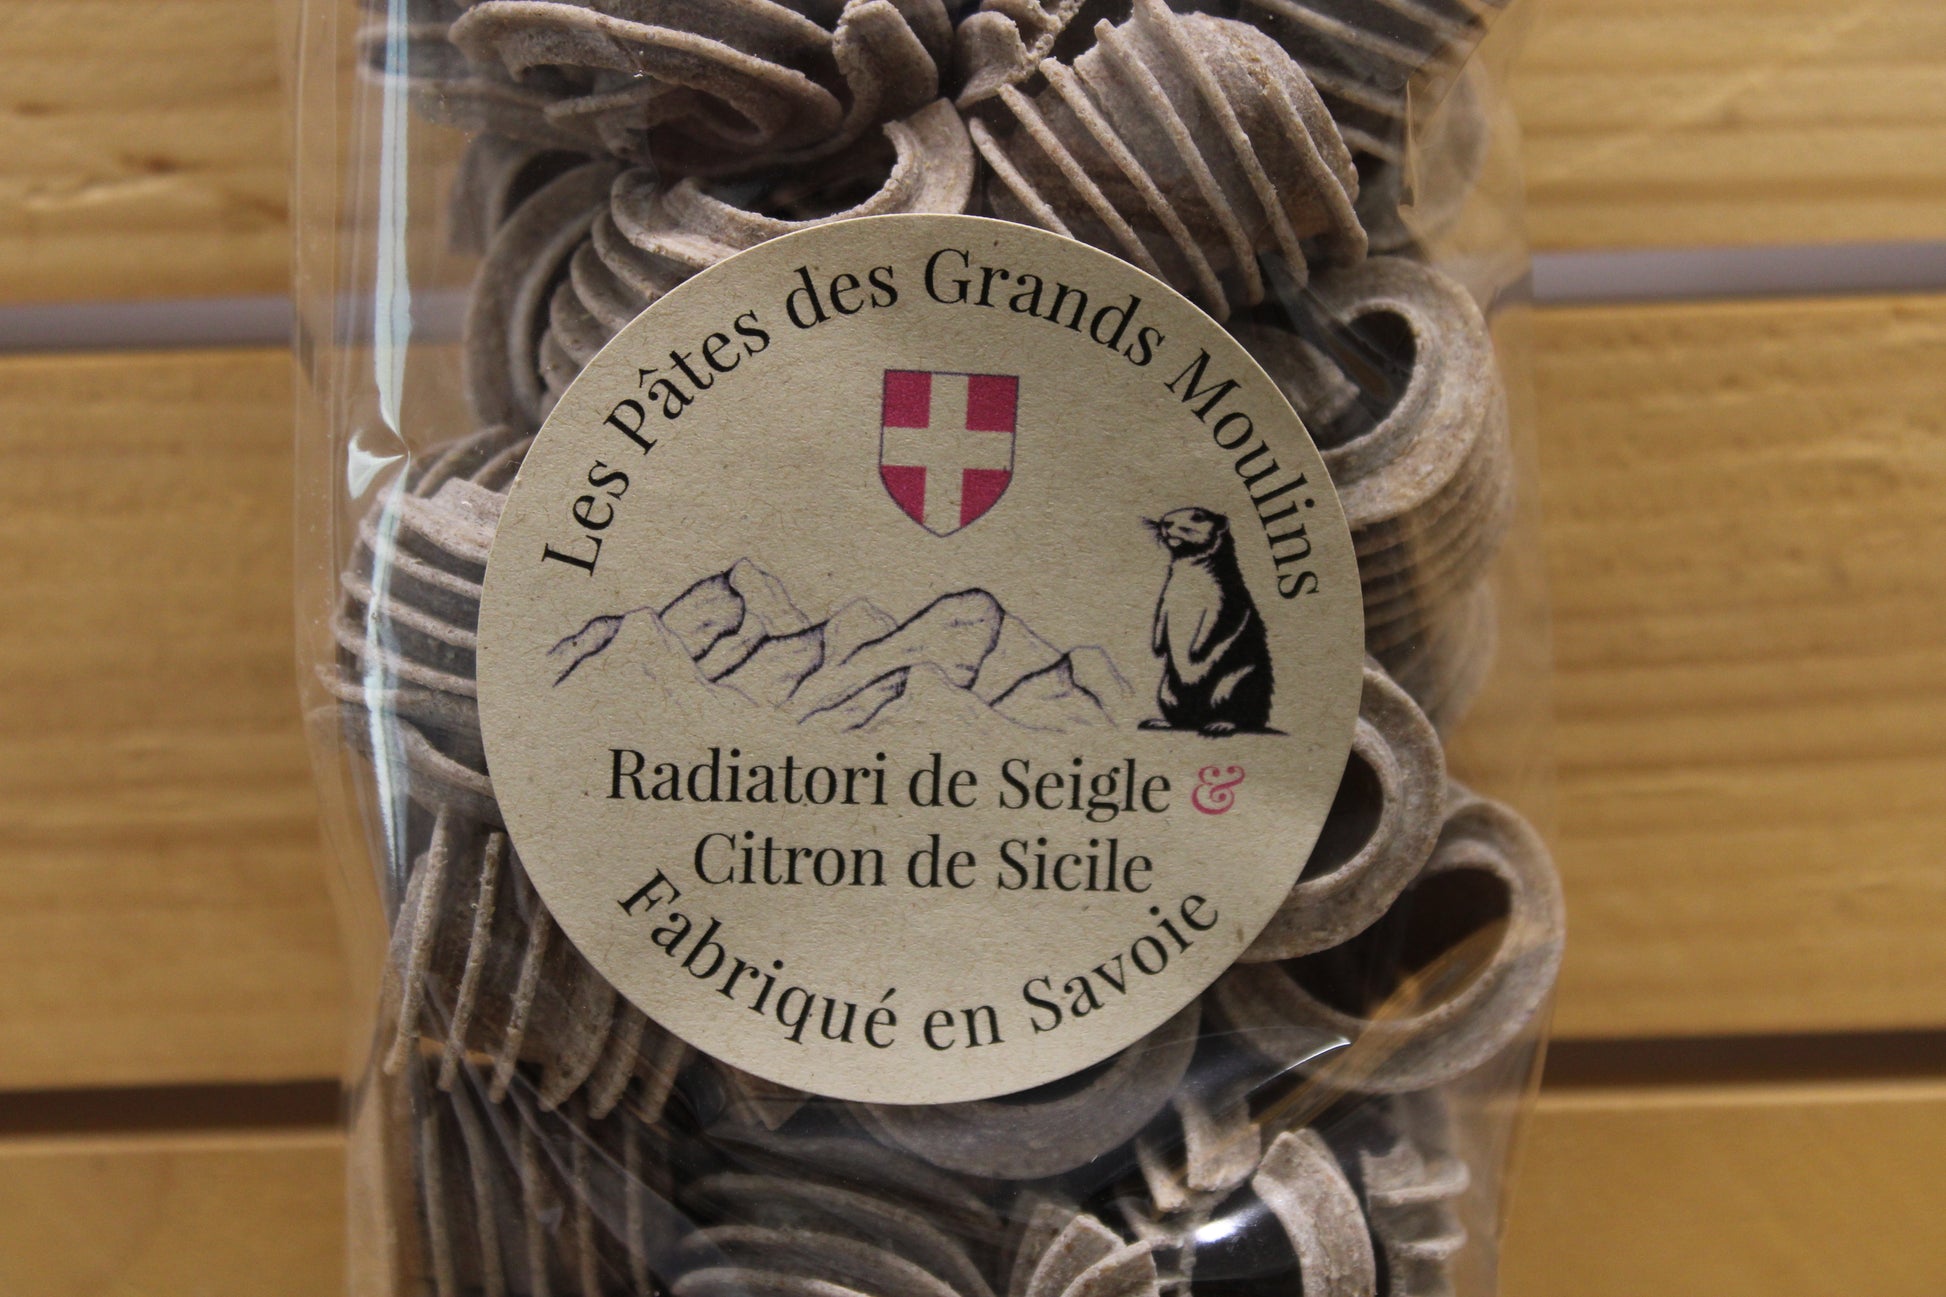 Les Pâtes des Grands Moulins
Radiatori de Seigle &
Citron de Sicile
Fabriqué en Savoie